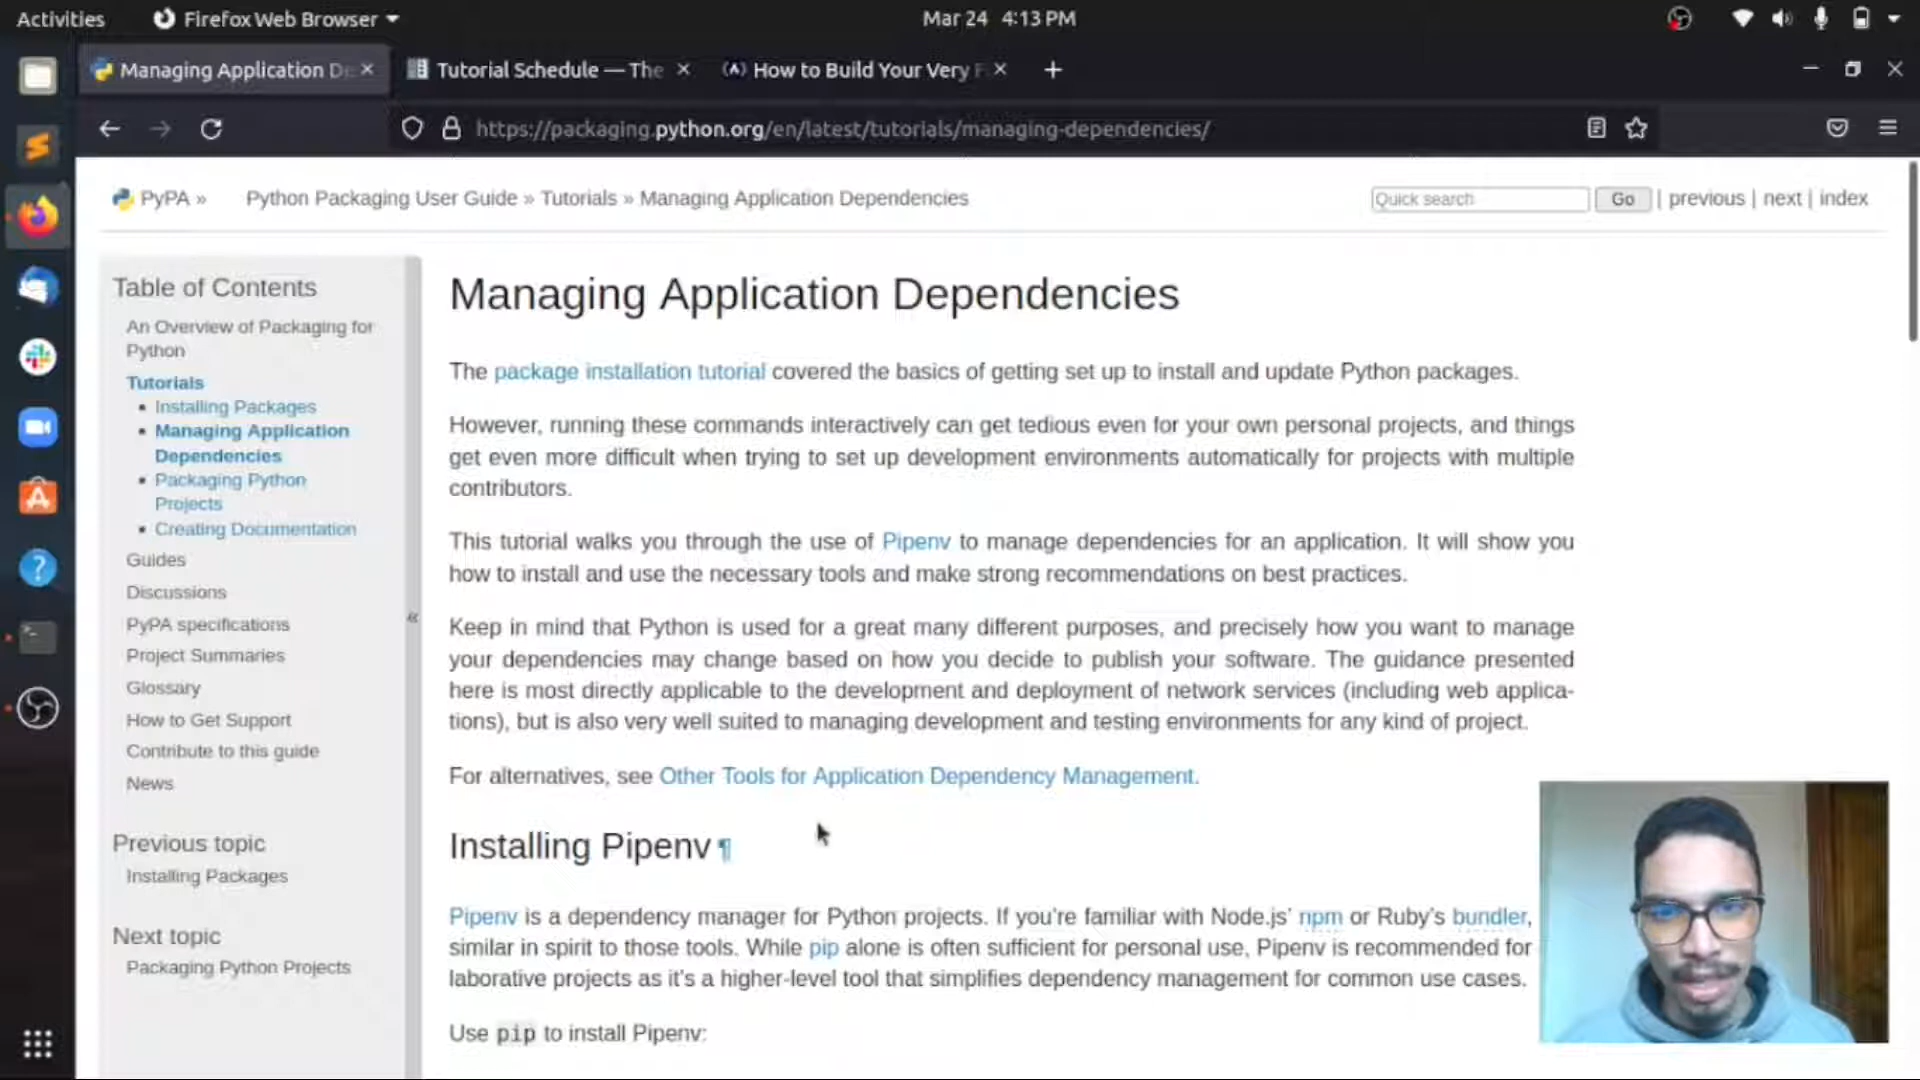 Activities
Firefox Web Browser
Mar 24 4:13 PM
Managing Application De
Tutorial Schedule — The
How to Build Your Very F
https://packaging.python.org/en/latest/tutorials/managing-dependencies/
PyPA »
Python Packaging User Guide » Tutorials » Managing Application Dependencies
Quick search
Go
| previous | next | index
Table of Contents
An Overview of Packaging for
Python
Tutorials
Installing Packages
Managing Application
Dependencies
Packaging Python
Projects
Creating Documentation
Guides
Discussions
PyPA specifications
Project Summaries
Glossary
How to Get Support
Contribute to this guide
News
Previous topic
Installing Packages
Next topic
Packaging Python Projects
«
Managing Application Dependencies
The package installation tutorial covered the basics of getting set up to install and update Python packages.
However, running these commands interactively can get tedious even for your own personal projects, and things
get even more difficult when trying to set up development environments automatically for projects with multiple
contributors.
This tutorial walks you through the use of Pipenv to manage dependencies for an application. It will show you
how to install and use the necessary tools and make strong recommendations on best practices.
Keep in mind that Python is used for a great many different purposes, and precisely how you want to manage
your dependencies may change based on how you decide to publish your software. The guidance presented
here is most directly applicable to the development and deployment of network services (including web applica-
tions), but is also very well suited to managing development and testing environments for any kind of project.
For alternatives, see Other Tools for Application Dependency Management.
Installing Pipenv ¶
Pipenv is a dependency manager for Python projects. If you're familiar with Node.js' npm or Ruby's bundler,
similar in spirit to those tools. While pip alone is often sufficient for personal use, Pipenv is recommended for
laborative projects as it's a higher-level tool that simplifies dependency management for common use cases.
Use pip to install Pipenv: